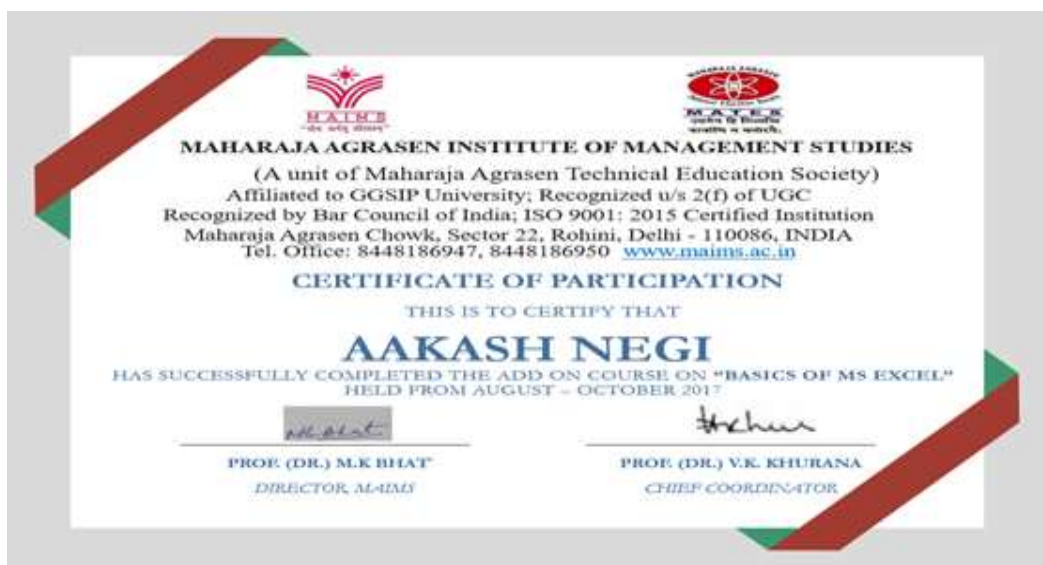 MAIMS
MATES
MAHARAJA AGRASEN INSTITUTE OF MANAGEMENT STUDIES
(A unit of Maharaja Agrasen Technical Education Society)
Affiliated to GGSIP University; Recognized u/s 2(f) of UGC
Recognized by Bar Council of India; ISO 9001: 2015 Certified Institution
Maharaja Agrasen Chowk, Sector 22, Rohini, Delhi - 110086, INDIA
Tel. Office: 8448186947, 8448186950 www.maims.ac.in
CERTIFICATE OF PARTICIPATION
THIS IS TO CERTIFY THAT
AAKASH NEGI
HAS SUCCESSFULLY COMPLETED THE ADD ON COURSE ON "BASICS OF MS EXCEL"
HELD FROM AUGUST – OCTOBER 2017
PROF. (DR.) M.K BHAT PROF. (DR.) V.K. KHURANA
DIRECTOR, MAIMS CHIEF COORDINATOR